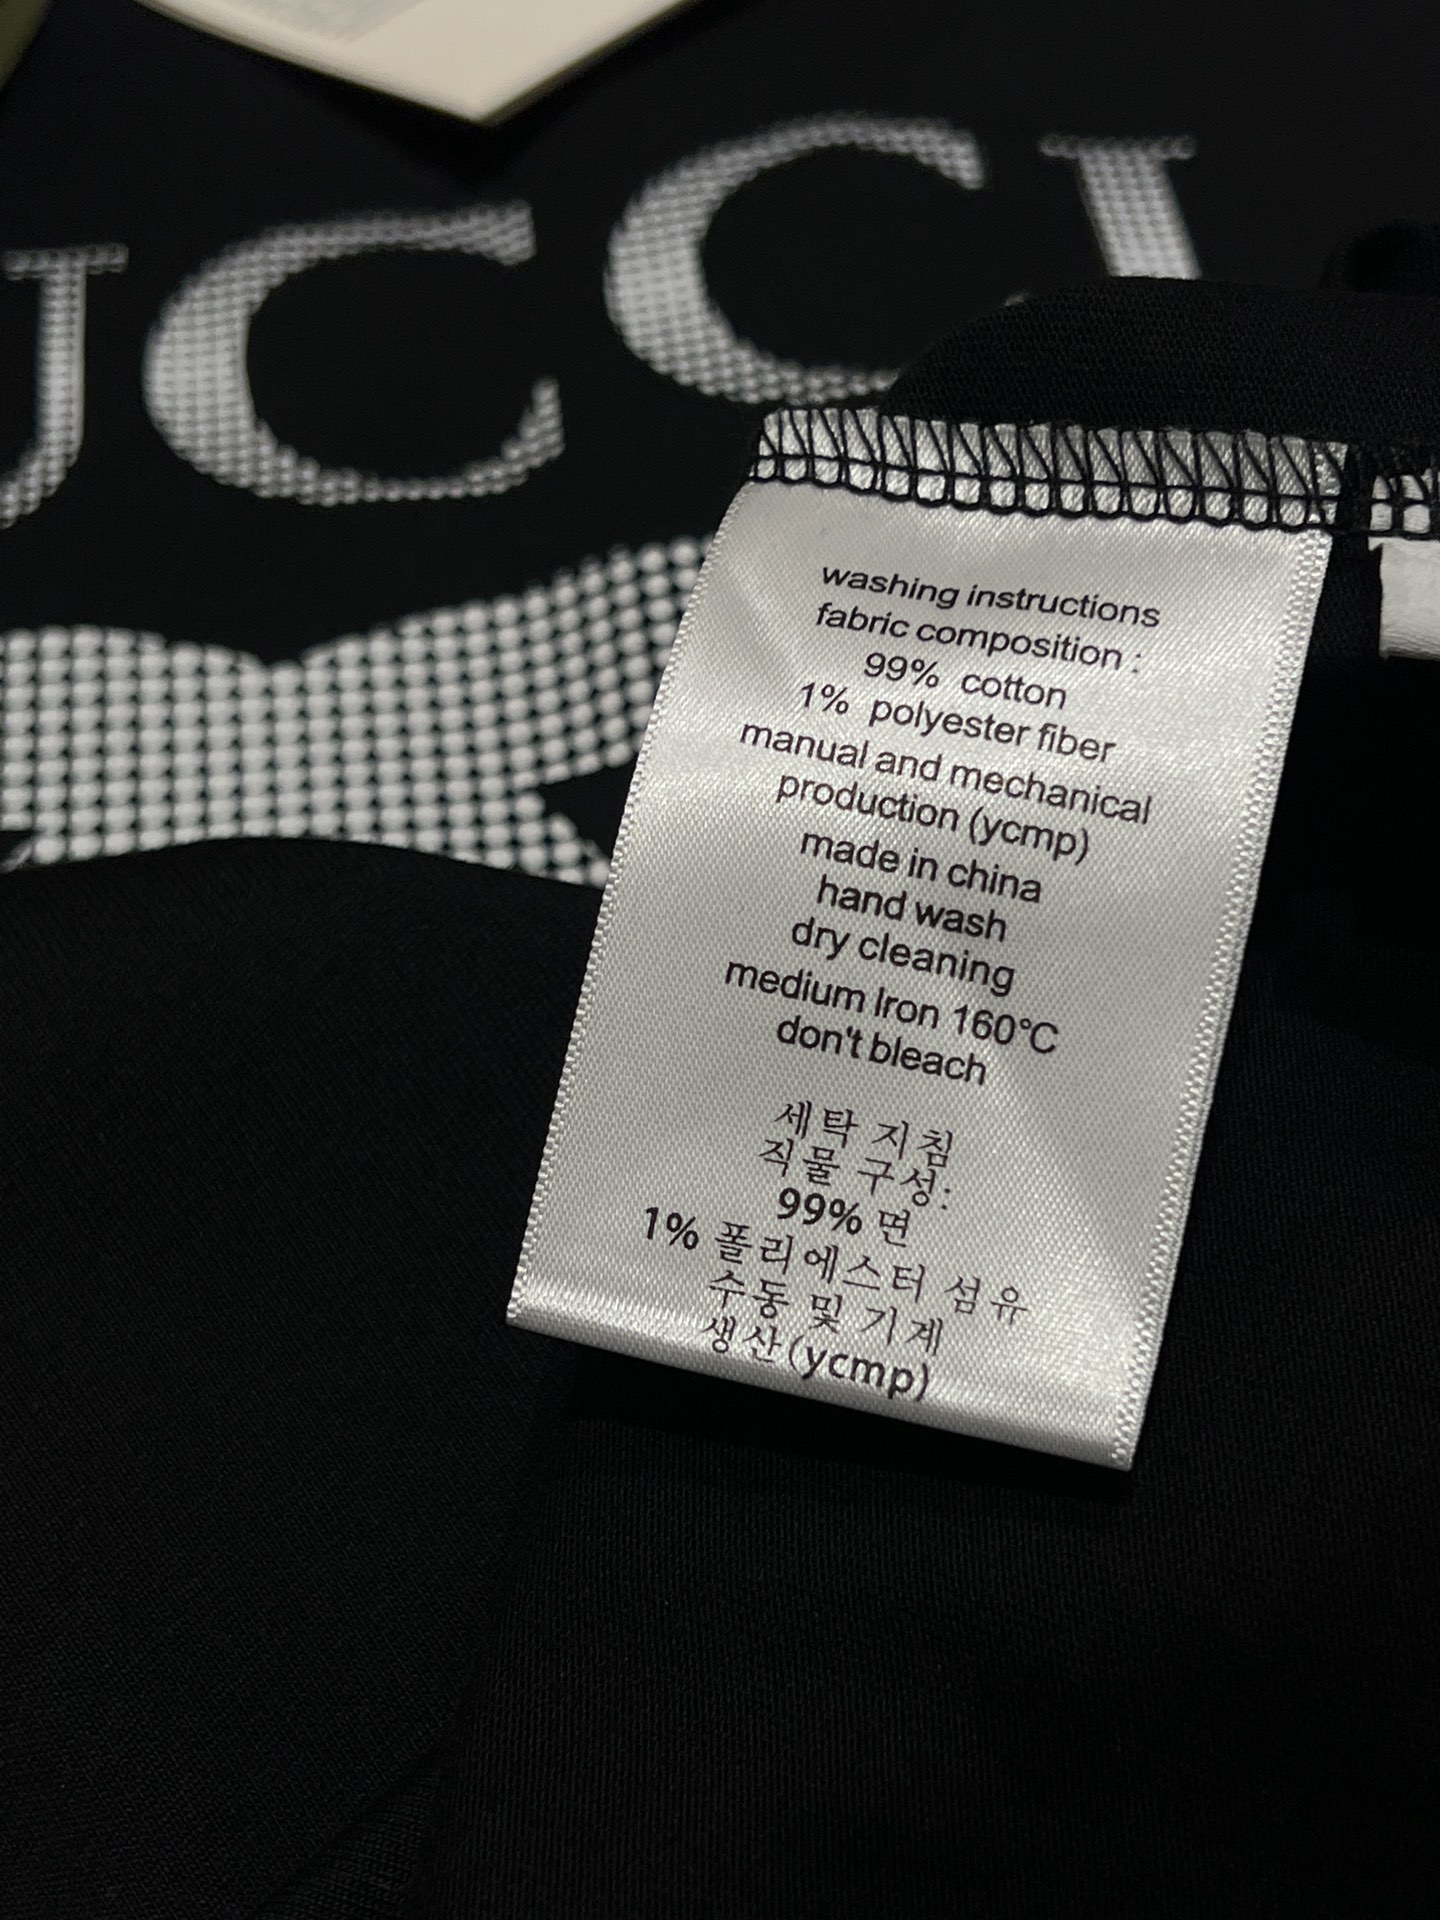 UCCI
washing instructions
fabric composition :
99% cotton
1% polyester fiber
manual and mechanical
production (ycmp)
made in china
hand wash
dry cleaning
medium Iron 160°C
don't bleach
세탁 지침
직물 구성:
99% 면
1% 폴리에스터 섬유
수동 및 기계
생산(ycmp)